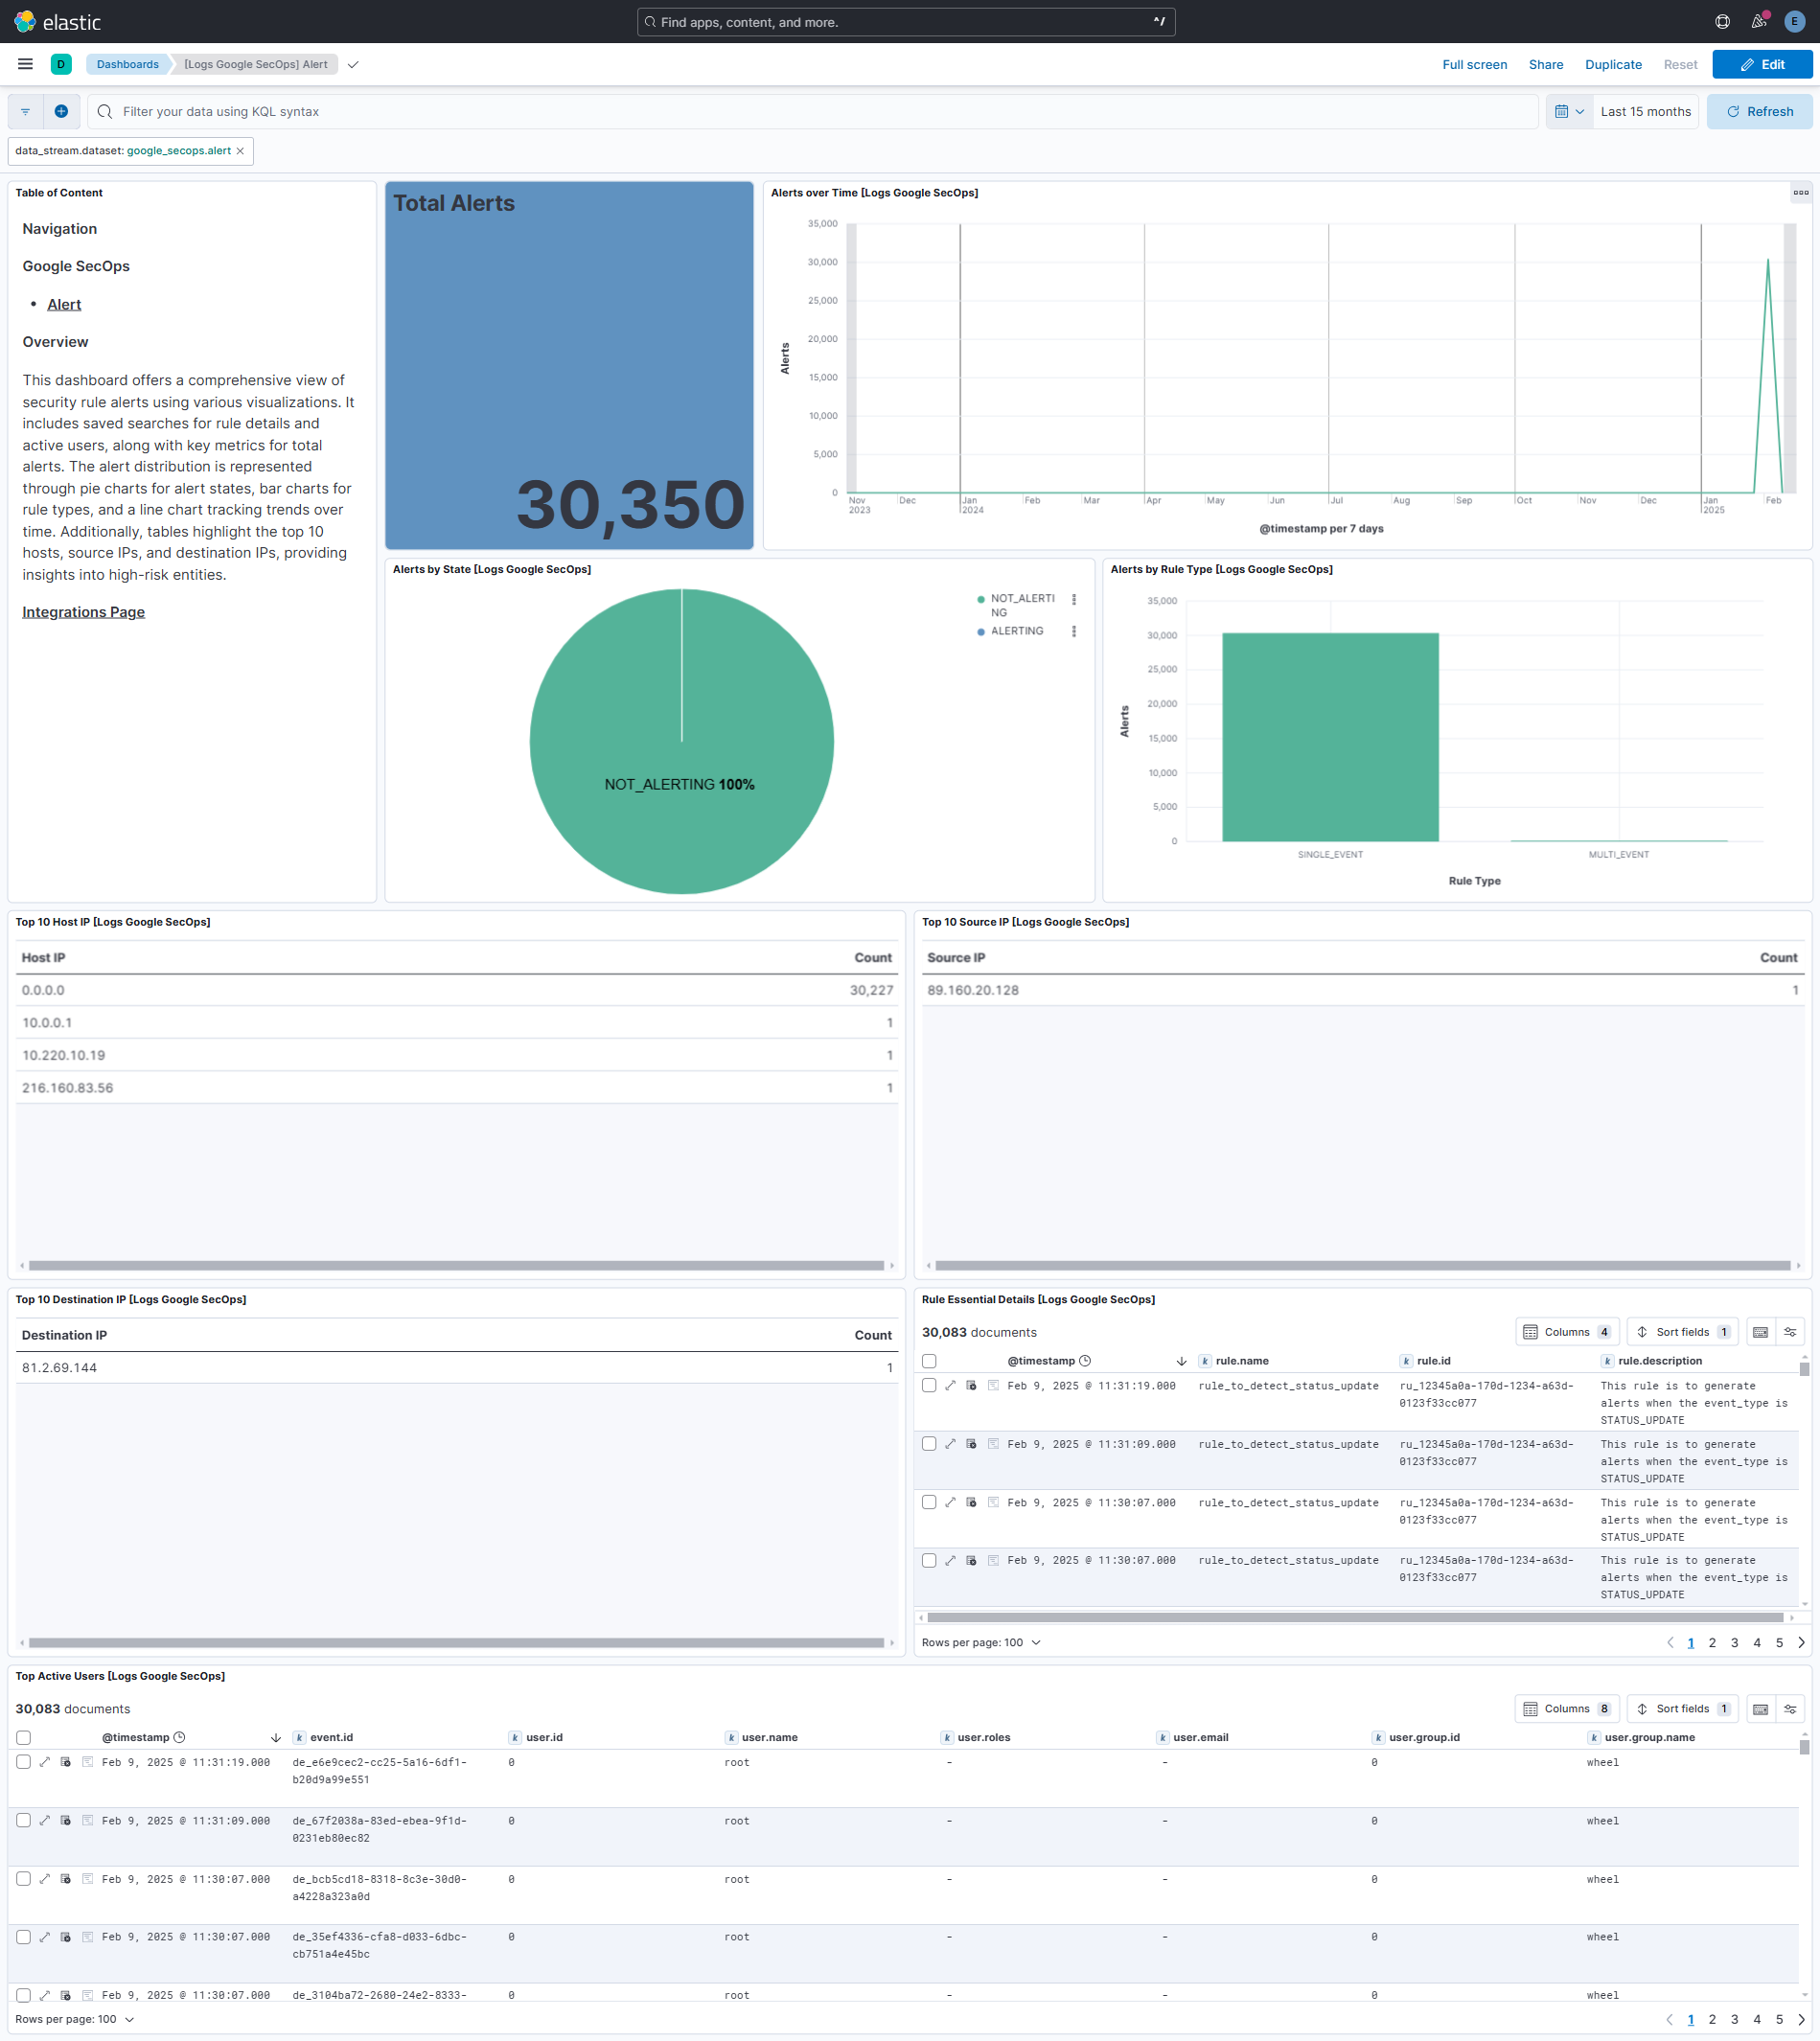 elastic
Find apps, content, and more.
^/
E
D
Dashboards
[Logs Google SecOps] Alert
Full screen
Share
Duplicate
Reset
Edit
Filter your data using KQL syntax
Last 15 months
Refresh
data_stream.dataset: google_secops.alert
Table of Content
Navigation
Google SecOps
• Alert
Overview
This dashboard offers a comprehensive view of
security rule alerts using various visualizations. It
includes saved searches for rule details and
active users, along with key metrics for total
alerts. The alert distribution is represented
through pie charts for alert states, bar charts for
rule types, and a line chart tracking trends over
time. Additionally, tables highlight the top 10
hosts, source IPs, and destination IPs, providing
insights into high-risk entities.
Integrations Page
Total Alerts
30,350
Alerts over Time [Logs Google SecOps]
Alerts
35,000
30,000
25,000
20,000
15,000
10,000
5,000
0
Nov Dec Jan Feb Mar Apr May Jun Jul Aug Sep Oct Nov Dec Jan Feb
2023 2024 2025
@timestamp per 7 days
Alerts by State [Logs Google SecOps]
NOT_ALERTI
NG
ALERTING
NOT_ALERTING 100%
Alerts by Rule Type [Logs Google SecOps]
Alerts
35,000
30,000
25,000
20,000
15,000
10,000
5,000
0
SINGLE_EVENT MULTI_EVENT
Rule Type
Top 10 Host IP [Logs Google SecOps]
Host IP Count
0.0.0.0 30,227
10.0.0.1 1
10.220.10.19 1
216.160.83.56 1
Top 10 Source IP [Logs Google SecOps]
Source IP Count
89.160.20.128 1
Top 10 Destination IP [Logs Google SecOps]
Destination IP Count
81.2.69.144 1
Rule Essential Details [Logs Google SecOps]
30,083 documents
Columns 4
Sort fields 1
@timestamp k rule.name k rule.id k rule.description
Feb 9, 2025 @ 11:31:19.000 rule_to_detect_status_update ru_12345a0a-170d-1234-a63d- This rule is to generate
0123f33cc077 alerts when the event_type is
STATUS_UPDATE
Feb 9, 2025 @ 11:31:09.000 rule_to_detect_status_update ru_12345a0a-170d-1234-a63d- This rule is to generate
0123f33cc077 alerts when the event_type is
STATUS_UPDATE
Feb 9, 2025 @ 11:30:07.000 rule_to_detect_status_update ru_12345a0a-170d-1234-a63d- This rule is to generate
0123f33cc077 alerts when the event_type is
STATUS_UPDATE
Feb 9, 2025 @ 11:30:07.000 rule_to_detect_status_update ru_12345a0a-170d-1234-a63d- This rule is to generate
0123f33cc077 alerts when the event_type is
STATUS_UPDATE
Rows per page: 100
1 2 3 4 5
Top Active Users [Logs Google SecOps]
30,083 documents
Columns 8
Sort fields 1
@timestamp k event.id k user.id k user.name k user.roles k user.email k user.group.id k user.group.name
Feb 9, 2025 @ 11:31:19.000 de_e6e9cec2-cc25-5a16-6df1- 0 root - - 0 wheel
b20d9a99e551
Feb 9, 2025 @ 11:31:09.000 de_67f2038a-83ed-ebea-9f1d- 0 root - - 0 wheel
0231eb80ec82
Feb 9, 2025 @ 11:30:07.000 de_bcb5cd18-8318-8c3e-30d0- 0 root - - 0 wheel
a4228a323a0d
Feb 9, 2025 @ 11:30:07.000 de_35ef4336-cfa8-d033-6dbc- 0 root - - 0 wheel
cb751a4e45bc
Feb 9, 2025 @ 11:30:07.000 de_3104ba72-2680-24e2-8333- 0 root - - 0 wheel
Rows per page: 100
1 2 3 4 5